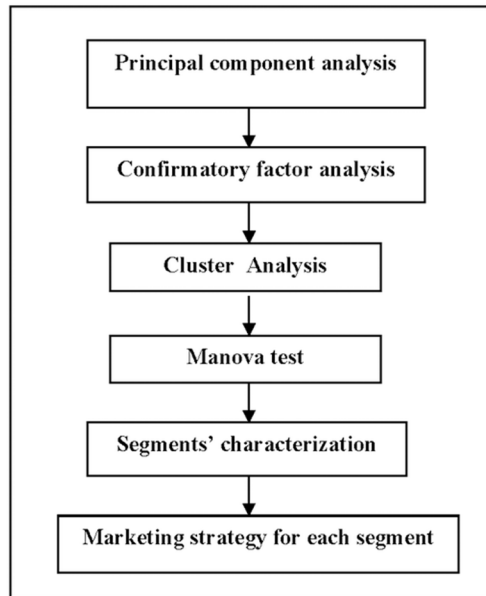 Principal component analysis
Confirmatory factor analysis
Cluster Analysis
Manova test
Segments’ characterization
Marketing strategy for each segment